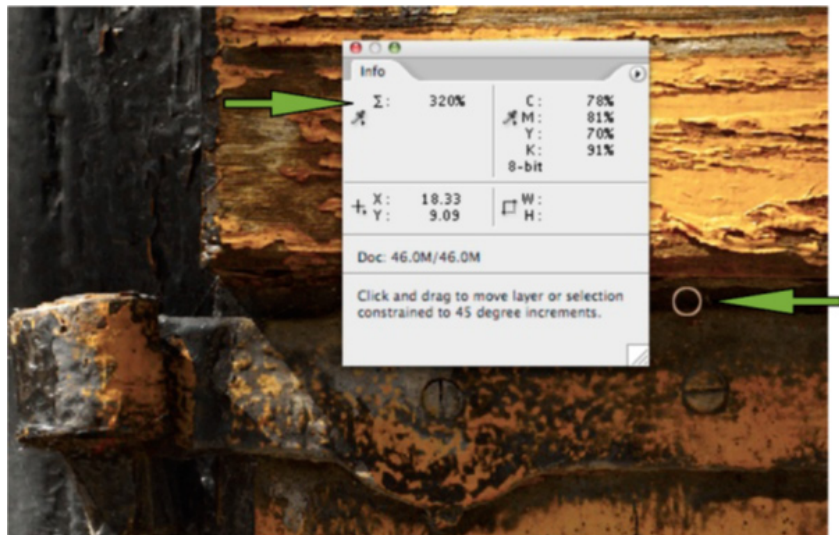 Info
Σ: 320%
C: 78%
M: 81%
Y: 70%
K: 91%
8-bit
X: 18.33
Y: 9.09
W:
H:
Doc: 46.0M/46.0M
Click and drag to move layer or selection
constrained to 45 degree increments.